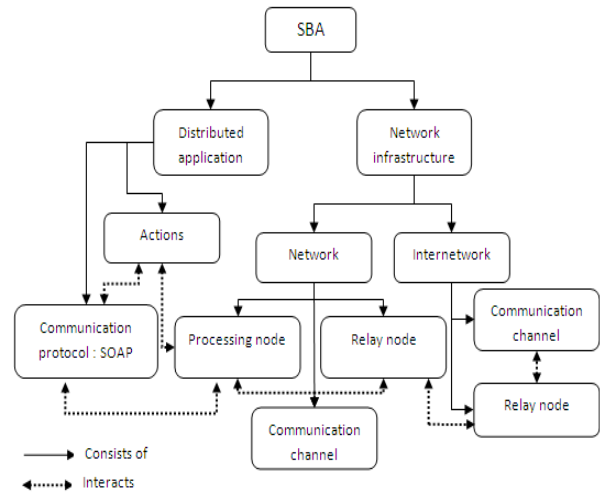 SBA
Distributed
application
Network
infrastructure
Actions
Network
Internetwork
Communication
protocol : SOAP
Processing node
Relay node
Communication
channel
Relay node
Communication
channel
Consists of
Interacts